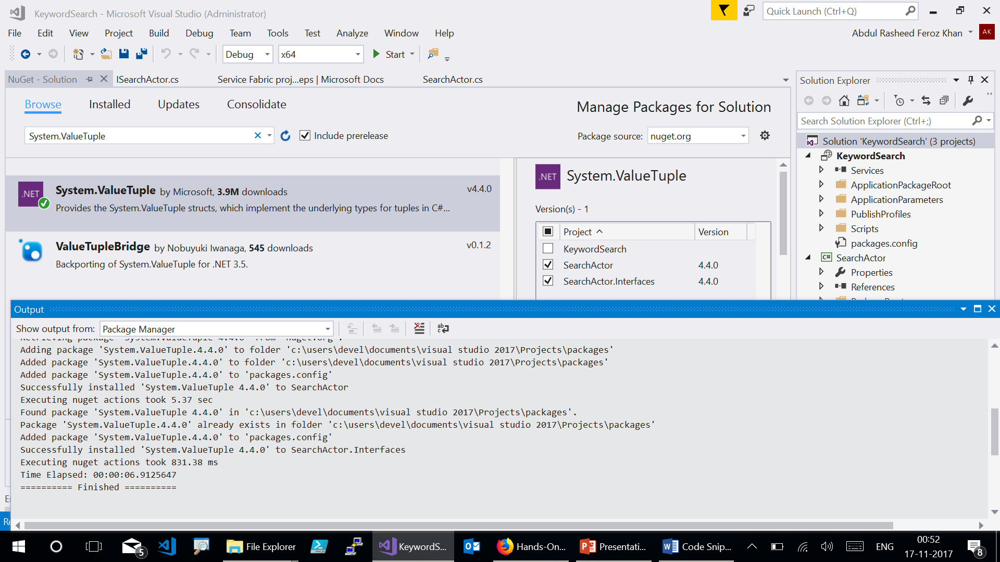 KeywordSearch - Microsoft Visual Studio (Administrator)
Quick Launch (Ctrl+Q)
File Edit View Project Build Debug Team Tools Test Analyze Window Help
Abdul Rasheed Feroz Khan
AK
Debug
x64
Start
NuGet - Solution
ISearchActor.cs
Service Fabric proj...eps | Microsoft Docs
SearchActor.cs
Browse Installed Updates Consolidate
Manage Packages for Solution
System.ValueTuple
Include prerelease
Package source: nuget.org
.NET
System.ValueTuple by Microsoft, 3.9M downloads
v4.4.0
Provides the System.ValueTuple structs, which implement the underlying types for tuples in C#...
ValueTupleBridge by Nobuyuki Iwanaga, 545 downloads
v0.1.2
Backporting of System.ValueTuple for .NET 3.5.
.NET
System.ValueTuple
Version(s) - 1
Project Version
KeywordSearch
SearchActor 4.4.0
SearchActor.Interfaces 4.4.0
Solution Explorer
Search Solution Explorer (Ctrl+;)
Solution 'KeywordSearch' (3 projects)
KeywordSearch
Services
ApplicationPackageRoot
ApplicationParameters
PublishProfiles
Scripts
packages.config
C# SearchActor
Properties
References
Output
Show output from: Package Manager
Retrieving package 'System.ValueTuple 4.4.0' from 'nuget.org'.
Adding package 'System.ValueTuple.4.4.0' to folder 'c:\users\devel\documents\visual studio 2017\Projects\packages'
Added package 'System.ValueTuple.4.4.0' to folder 'c:\users\devel\documents\visual studio 2017\Projects\packages'
Added package 'System.ValueTuple.4.4.0' to 'packages.config'
Successfully installed 'System.ValueTuple 4.4.0' to SearchActor
Executing nuget actions took 5.37 sec
Found package 'System.ValueTuple 4.4.0' in 'c:\users\devel\documents\visual studio 2017\Projects\packages'.
Package 'System.ValueTuple.4.4.0' already exists in folder 'c:\users\devel\documents\visual studio 2017\Projects\packages'
Added package 'System.ValueTuple.4.4.0' to 'packages.config'
Successfully installed 'System.ValueTuple 4.4.0' to SearchActor.Interfaces
Executing nuget actions took 831.38 ms
Time Elapsed: 00:00:06.9125647
========== Finished ==========
5
File Explorer
KeywordS...
Hands-On...
Presentati...
Code Snip...
ENG
00:52
17-11-2017
8